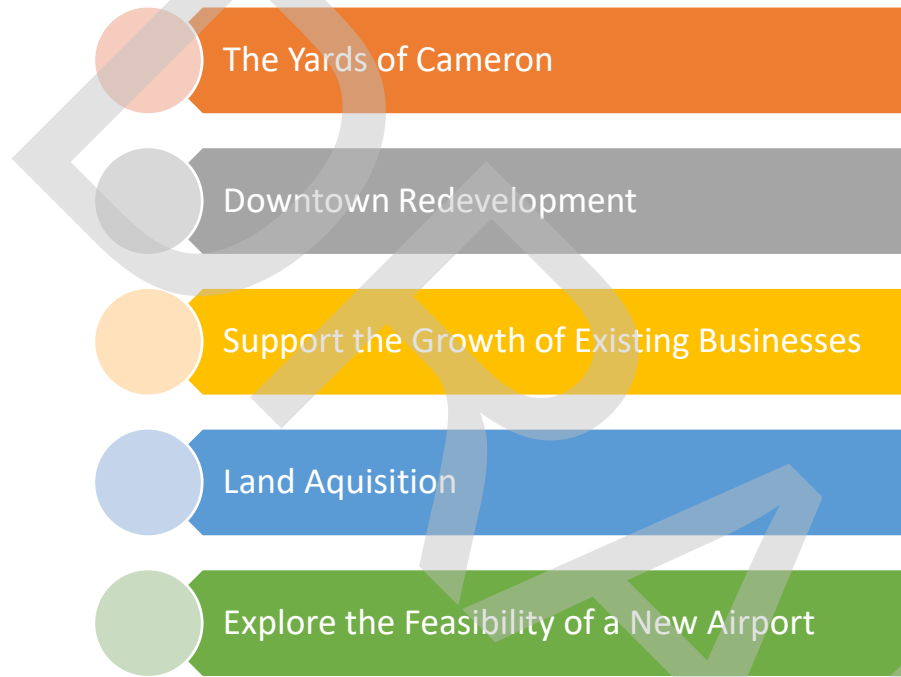 The Yards of Cameron
Downtown Redevelopment
Support the Growth of Existing Businesses
Land Aquisition
Explore the Feasibility of a New Airport